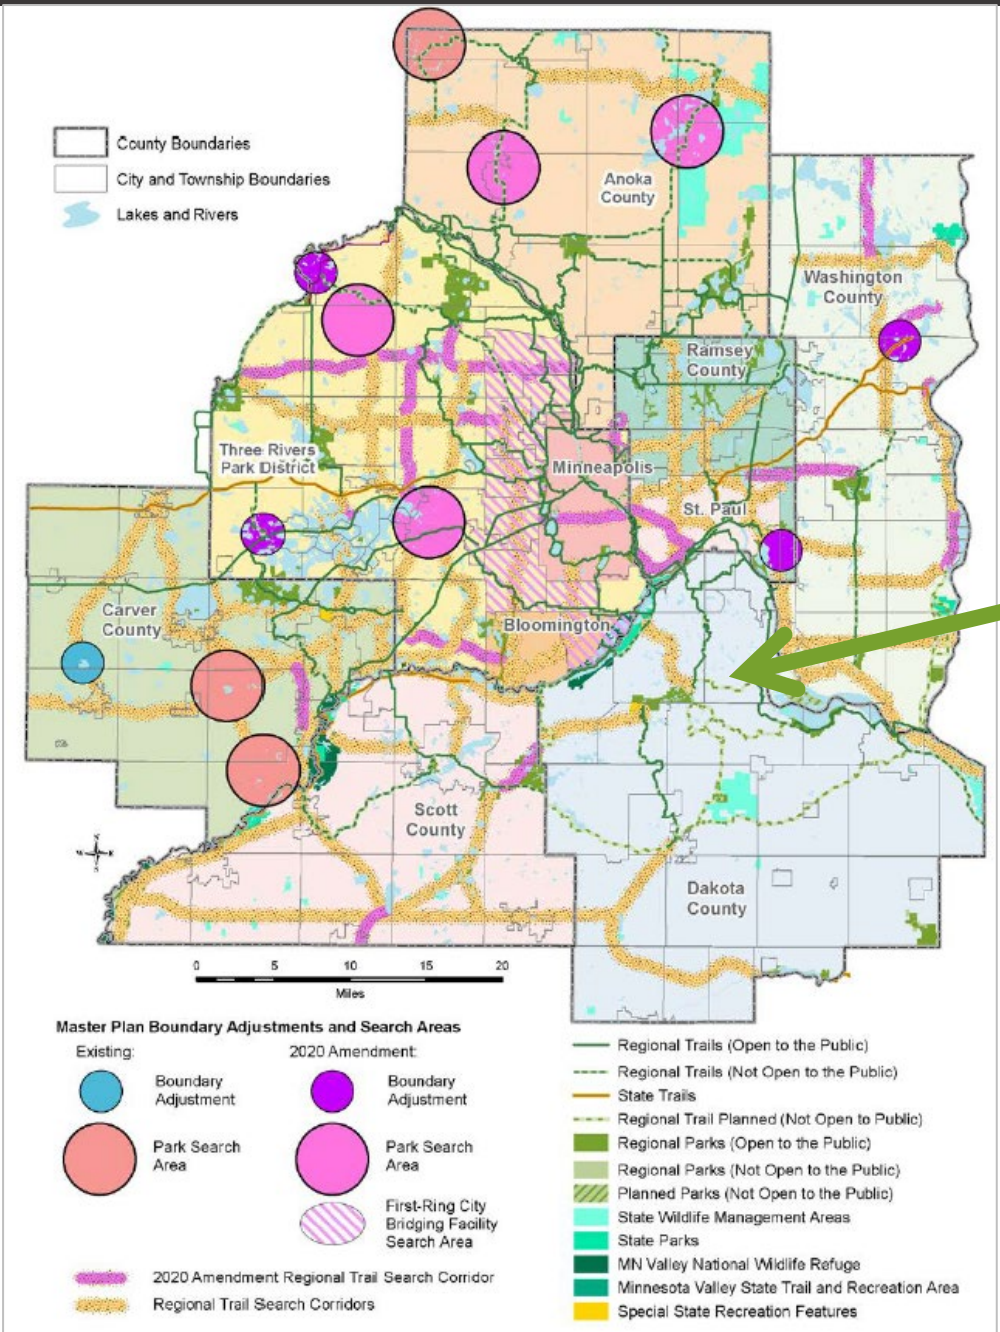 County Boundaries
City and Township Boundaries
Lakes and Rivers
Anoka
County
Washington
County
Ramsey
County
Three Rivers
Park District
Minneapolis
St. Paul
Carver
County
Bloomington
Scott
County
Dakota
County
N
W E
S
0 5 10 15 20
Miles
Master Plan Boundary Adjustments and Search Areas
Existing:
Boundary
Adjustment
Park Search
Area
2020 Amendment:
Boundary
Adjustment
Park Search
Area
First-Ring City
Bridging Facility
Search Area
2020 Amendment Regional Trail Search Corridor
Regional Trail Search Corridors
Regional Trails (Open to the Public)
Regional Trails (Not Open to the Public)
State Trails
Regional Trail Planned (Not Open to Public)
Regional Parks (Open to the Public)
Regional Parks (Not Open to the Public)
Planned Parks (Not Open to the Public)
State Wildlife Management Areas
State Parks
MN Valley National Wildlife Refuge
Minnesota Valley State Trail and Recreation Area
Special State Recreation Features